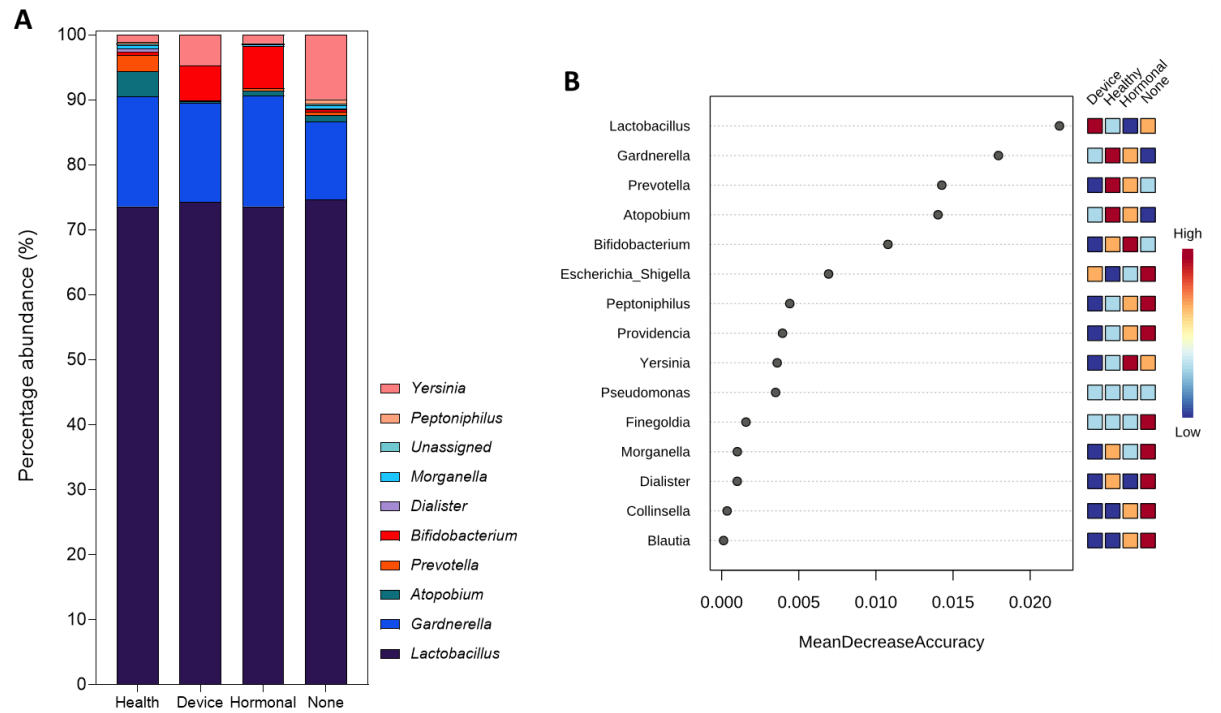 A
Percentage abundance (%)
100
90
80
70
60
50
40
30
20
10
0
Health Device Hormonal None
Yersinia
Peptoniphilus
Unassigned
Morganella
Dialister
Bifidobacterium
Prevotella
Atopobium
Gardnerella
Lactobacillus
B
Device
Healthy
Hormonal
None
Lactobacillus
Gardnerella
Prevotella
Atopobium
Bifidobacterium
Escherichia_Shigella
Peptoniphilus
Providencia
Yersinia
Pseudomonas
Finegoldia
Morganella
Dialister
Collinsella
Blautia
0.000 0.005 0.010 0.015 0.020
MeanDecreaseAccuracy
High
Low